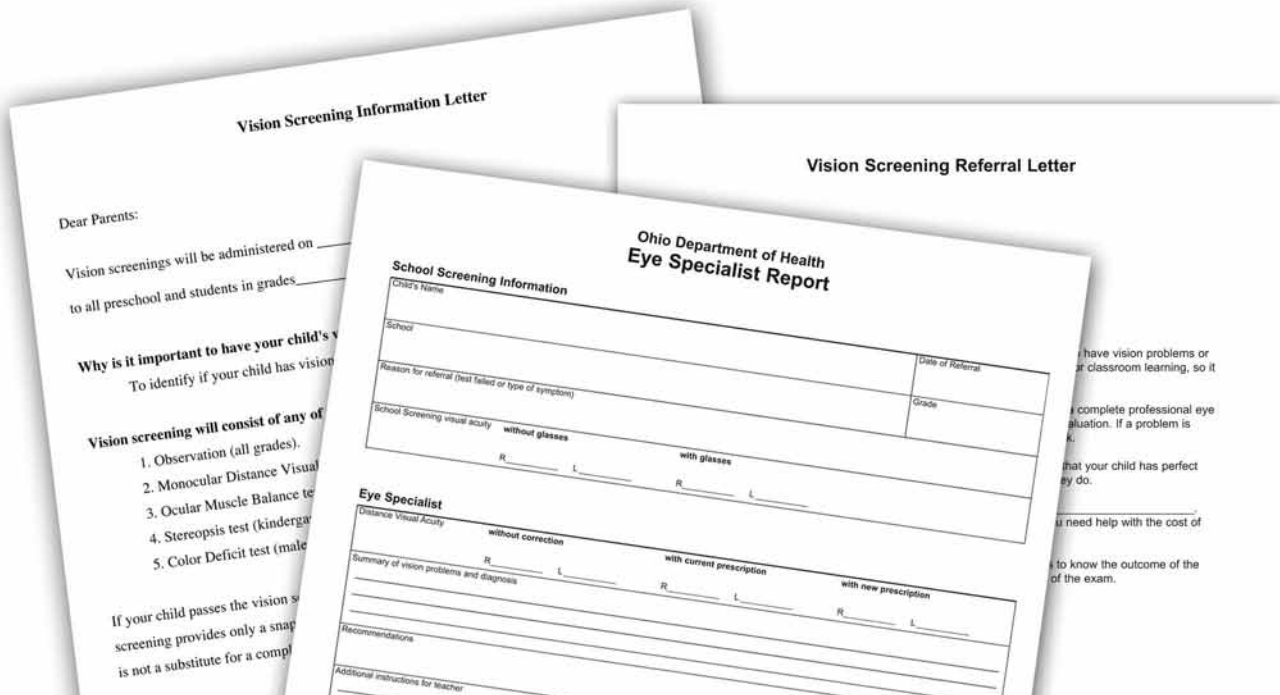 Vision Screening Information Letter
Dear Parents:
Vision screenings will be administered on
to all preschool and students in grades
Why is it important to have your child's
To identify if your child has vision
Vision screening will consist of any of
1. Observation (all grades).
2. Monocular Distance Visual
3. Ocular Muscle Balance
4. Stereopsis test
5. Color Deficit test (male
If your child passes the vision
screening provides only a
is not a substitute for a
Ohio Department of Health
Eye Specialist Report
School Screening Information
Child's Name
Date of Referral
School
Grade
Reason for referral (test failed or type of symptom)
School Screening visual acuity without glasses with glasses
R L R L
Eye Specialist
Distance Visual Acuity without correction with current prescription with new prescription
R L R L R L
Summary of vision problems and diagnosis
Recommendations
Additional instructions for teacher
Vision Screening Referral Letter
have vision problems or
classroom learning, so it
complete professional eye
If a problem is
that your child has perfect
do.
need help with the cost of
to know the outcome of the
of the exam.